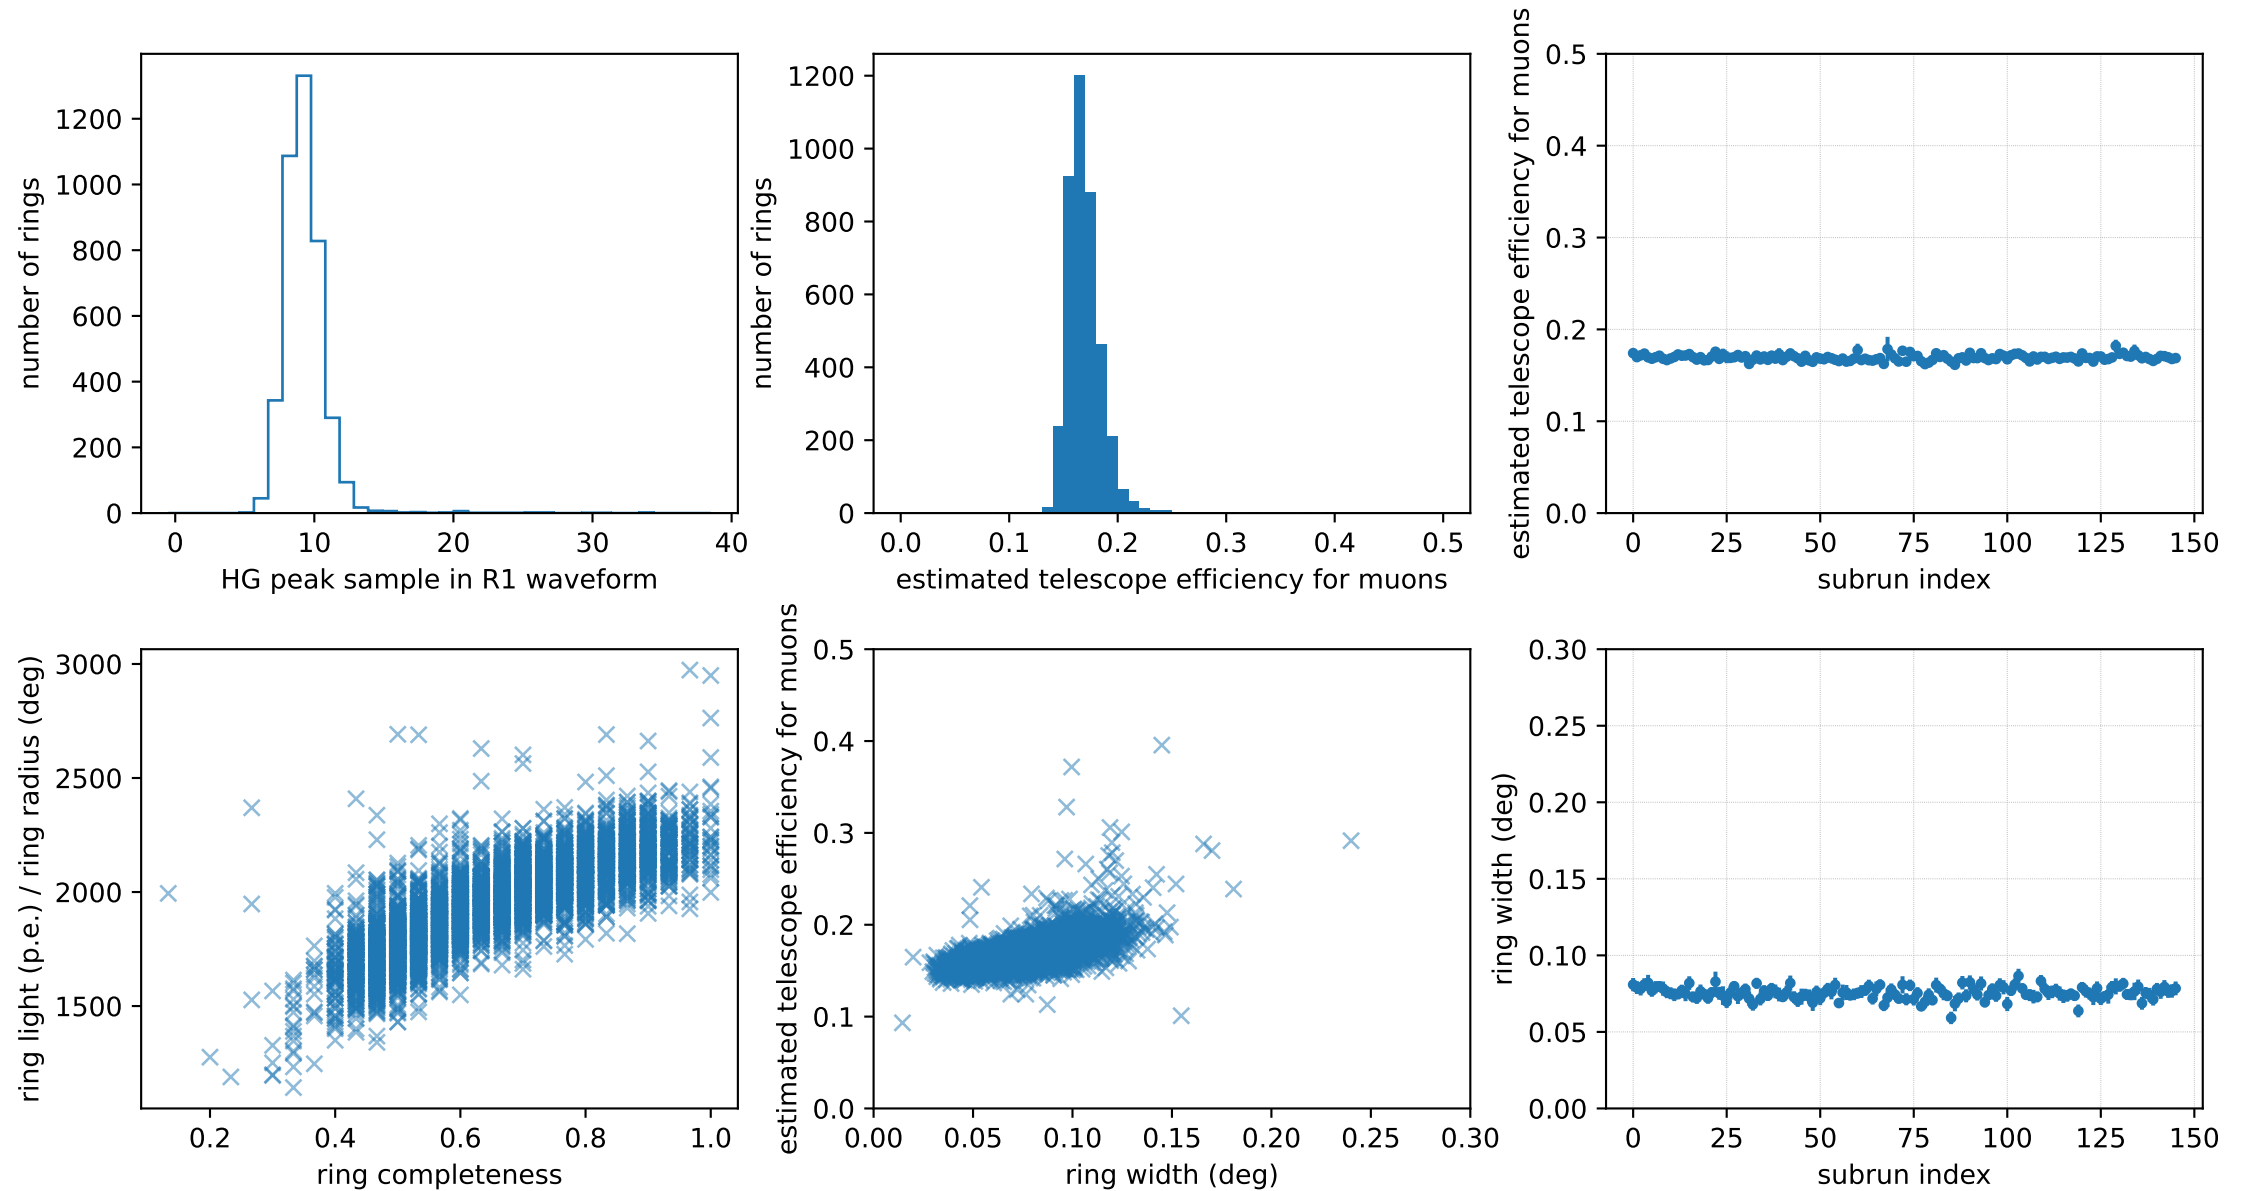 number of rings
1200
1000
800
600
400
200
0
0 10 20 30 40
HG peak sample in R1 waveform
number of rings
1200
1000
800
600
400
200
0
0.0 0.1 0.2 0.3 0.4 0.5
estimated telescope efficiency for muons
estimated telescope efficiency for muons
0.5
0.4
0.3
0.2
0.1
0.0
0 25 50 75 100 125 150
subrun index
ring light (p.e.) / ring radius (deg)
3000
2500
2000
1500
0.2 0.4 0.6 0.8 1.0
ring completeness
estimated telescope efficiency for muons
0.5
0.4
0.3
0.2
0.1
0.0
0.00 0.05 0.10 0.15 0.20 0.25 0.30
ring width (deg)
ring width (deg)
0.30
0.25
0.20
0.15
0.10
0.05
0.00
0 25 50 75 100 125 150
subrun index